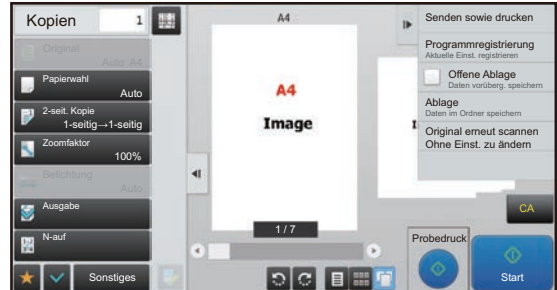 Kopien 1
Original
Auto A4
Papierwahl
Auto
2-seit. Kopie
1-seitig→1-seitig
Zoomfaktor
100%
Belichtung
Auto
Ausgabe
N-auf
Sonstiges
A4
A4
Image
1 / 7
Senden sowie drucken
Programmregistrierung
Aktuelle Einst. registrieren
Offene Ablage
Daten vorüberg. speichern
Ablage
Daten im Ordner speichern
Original erneut scannen
Ohne Einst. zu ändern
CA
Probedruck
Start